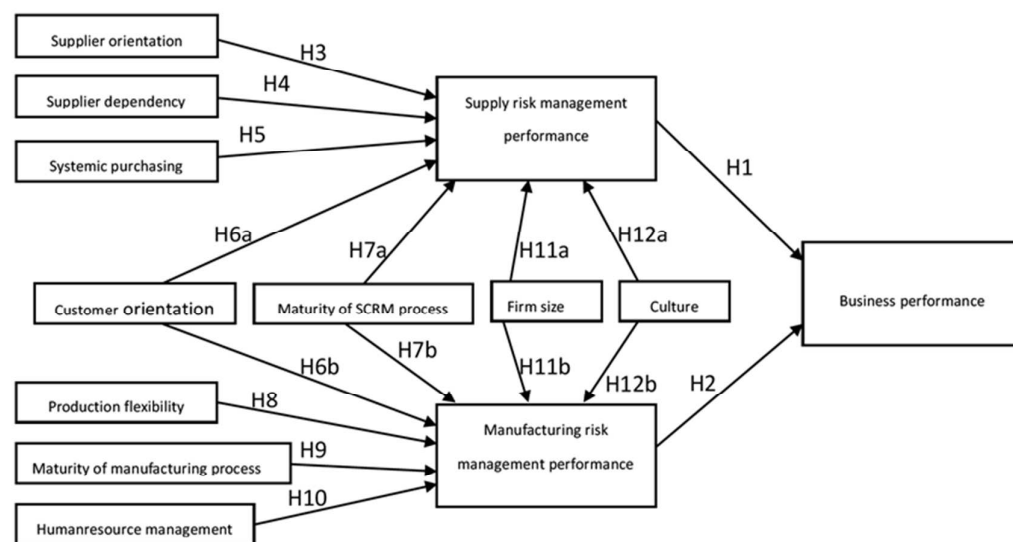 Supplier orientation
H3
Supplier dependency
H4
Supply risk management
performance
H5
Systemic purchasing
H1
H6a
H7a
H11a
H12a
Customer orientation
Maturity of SCRM process
Firm size
Culture
Business performance
H6b
H7b
H11b
H12b
H2
Production flexibility
H8
Manufacturing risk
management performance
Maturity of manufacturing process
H9
H10
Humanresource management